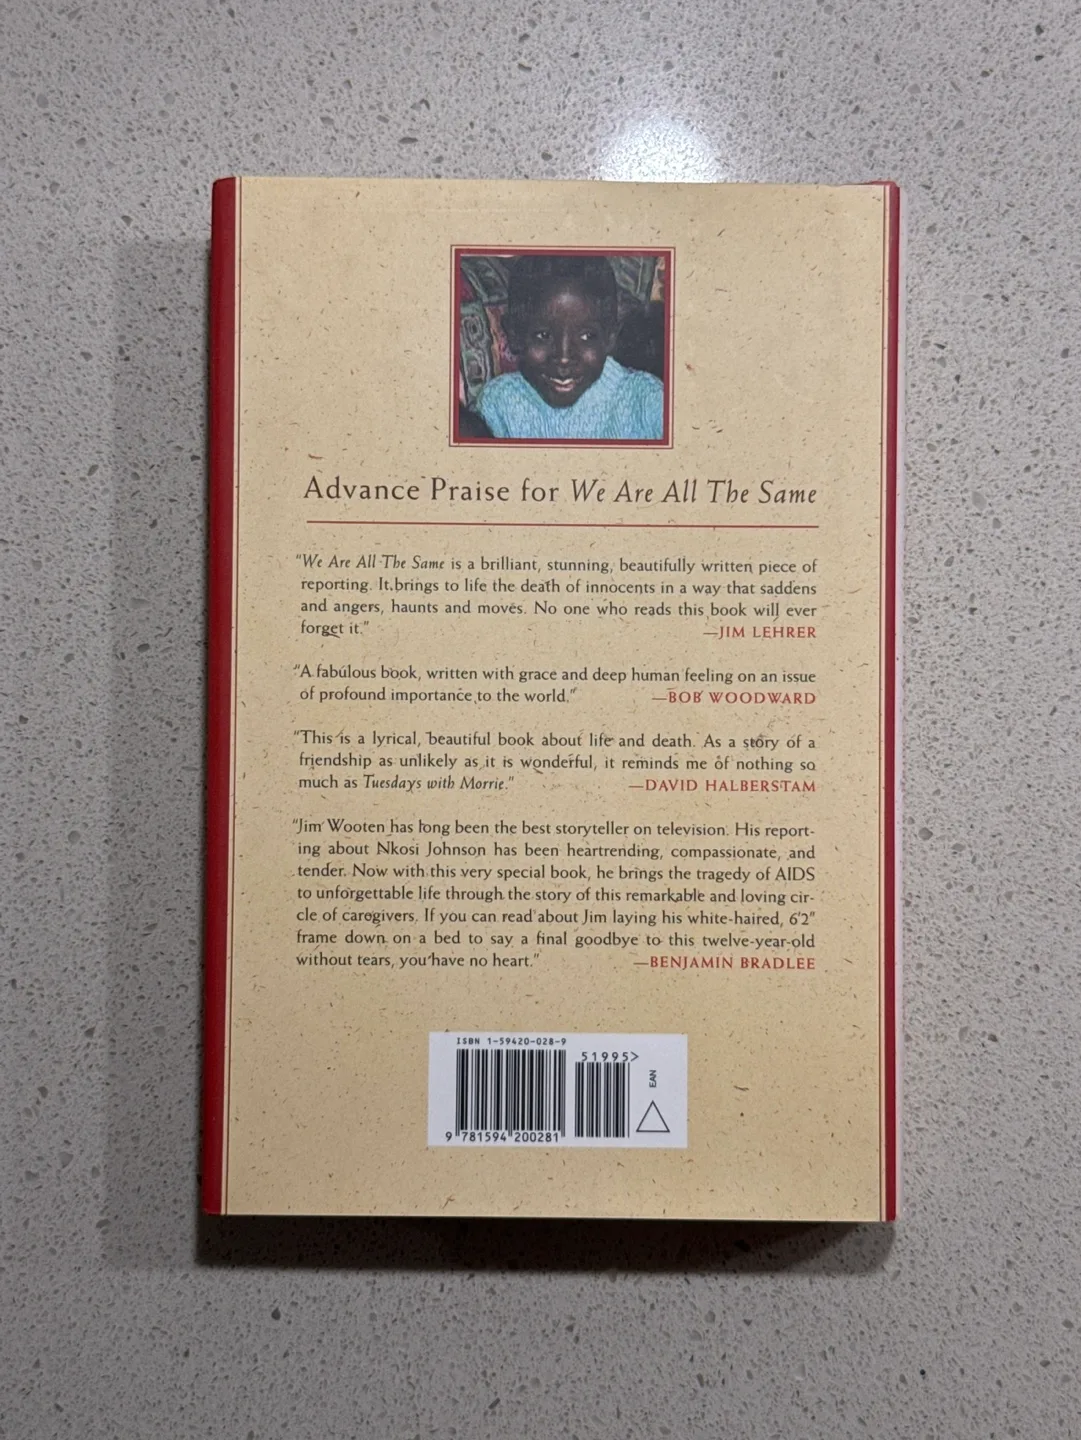 Advance Praise for We Are All The Same
"We Are All The Same is a brilliant, stunning, beautifully written piece of
reporting. It brings to life the death of innocents in a way that saddens
and angers, haunts and moves. No one who reads this book will ever
forget it." —JIM LEHRER
"A fabulous book, written with grace and deep human feeling on an issue
of profound importance to the world." —BOB WOODWARD
"This is a lyrical, beautiful book about life and death. As a story of a
friendship as unlikely as it is wonderful, it reminds me of nothing so
much as Tuesdays with Morrie." —DAVID HALBERSTAM
"Jim Wooten has long been the best storyteller on television. His report-
ing about Nkosi Johnson has been heartrending, compassionate, and
tender. Now with this very special book, he brings the tragedy of AIDS
to unforgettable life through the story of this remarkable and loving cir-
cle of caregivers. If you can read about Jim laying his white-haired, 6'2"
frame down on a bed to say a final goodbye to this twelve-year-old
without tears, you have no heart." —BENJAMIN BRADLEE
ISBN 1-59420-028-9
51995>
EAN
9 781594 200281